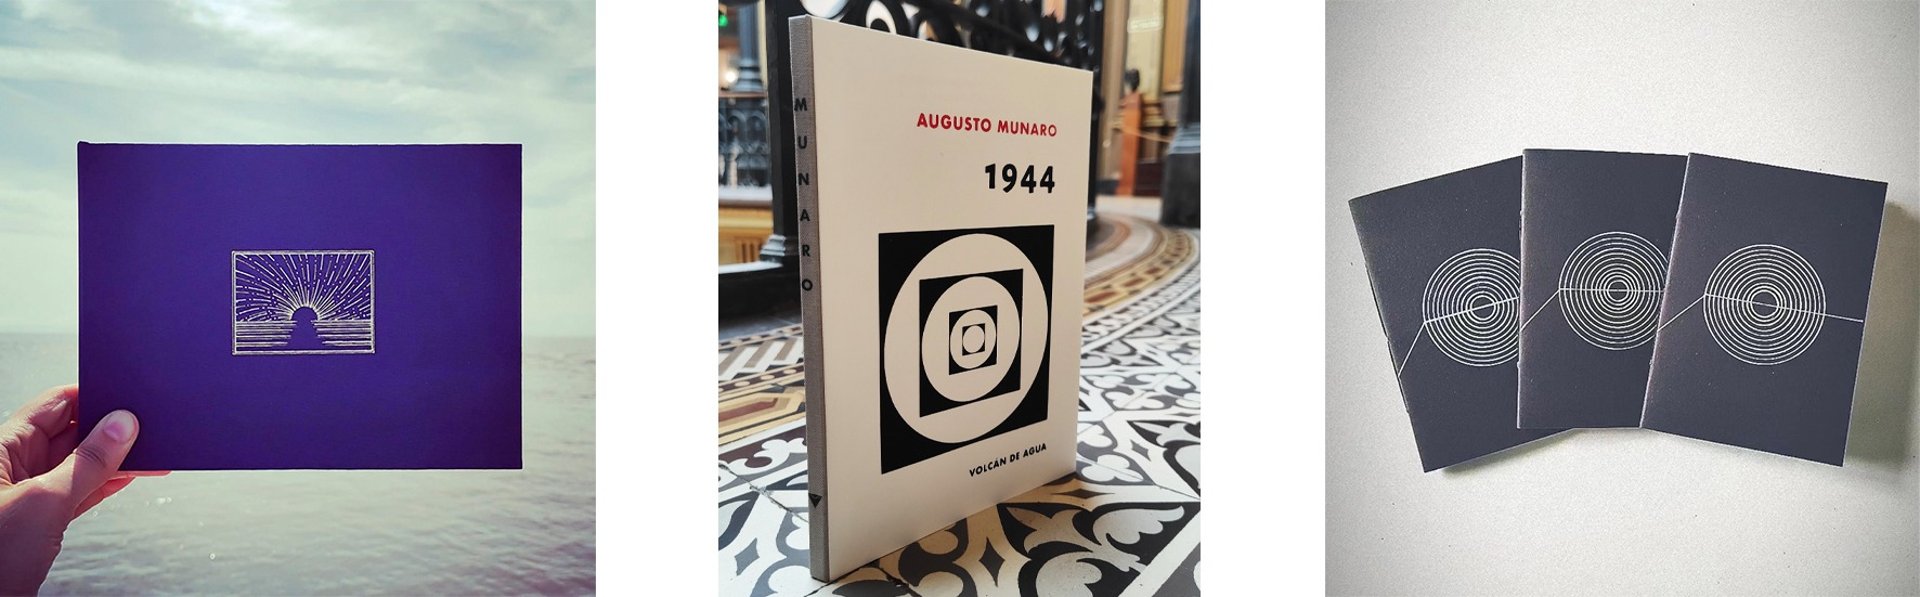 MUNARO
AUGUSTO MUNARO
1944
VOLCÁN DE AGUA